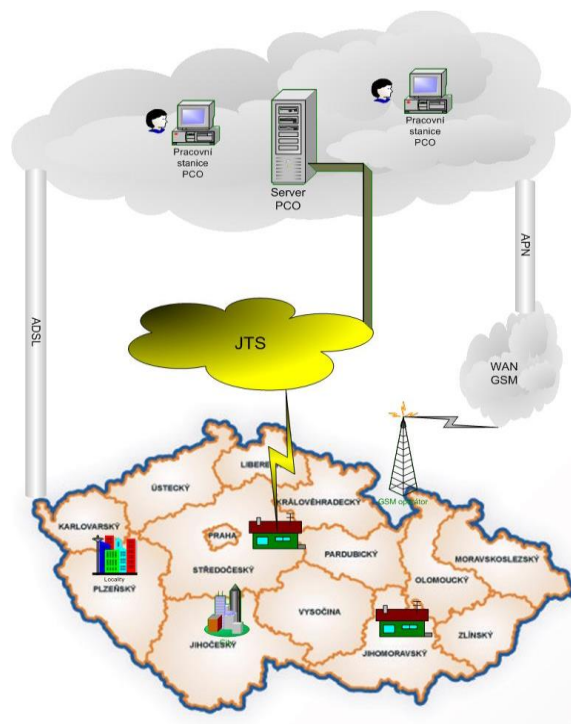 Pracovní
stanice
PCO
Pracovní
stanice
PCO
Server
PCO
APN
ADSL
JTS
WAN
GSM
GSM operátor
LIBERE
ÚSTECKÝ
KRÁLOVÉHRADECKÝ
KARLOVARSKÝ
PRAHA
PARDUBICKÝ
MORAVSKOSLEZSKÝ
STŘEDOČESKÝ
OLOMOUCKÝ
Locality
PLZEŇSKÝ
VYSOČINA
ZLÍNSKÝ
JIHOČESKÝ
JIHOMORAVSKÝ